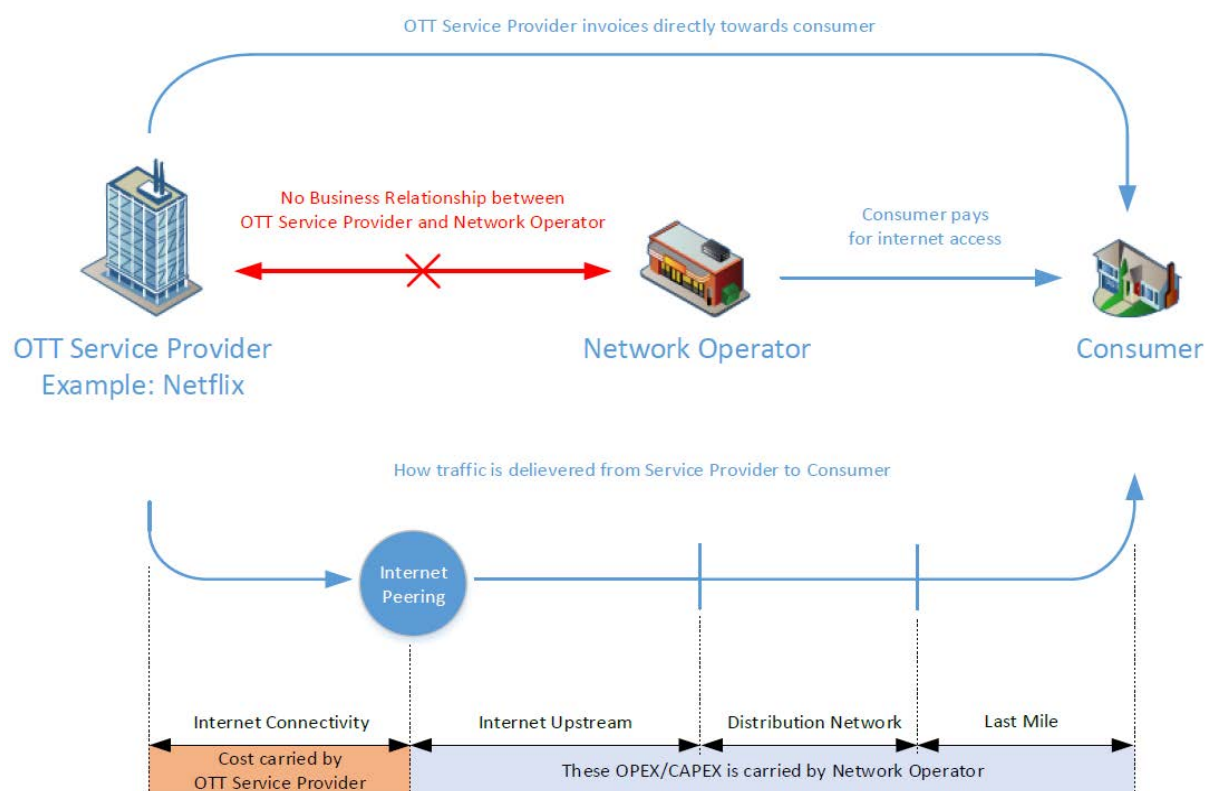 OTT Service Provider invoices directly towards consumer
No Business Relationship between
OTT Service Provider and Network Operator
Consumer pays
for internet access
OTT Service Provider
Example: Netflix
Network Operator
Consumer
How traffic is delievered from Service Provider to Consumer
Internet
Peering
Internet Connectivity
Internet Upstream
Distribution Network
Last Mile
Cost carried by
OTT Service Provider
These OPEX/CAPEX is carried by Network Operator